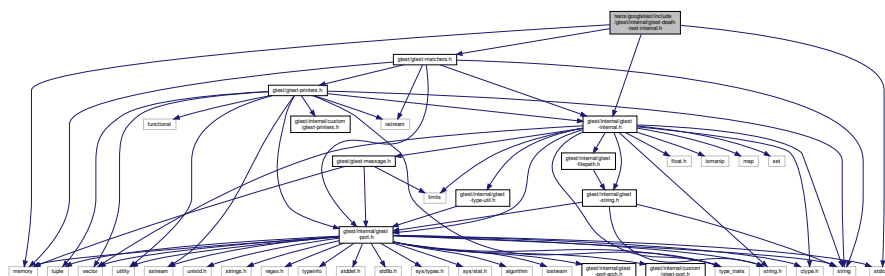 tests/googletest/include
/gtest/internal/gtest-death
-test-internal.h
gtest/gtest-matchers.h
gtest/gtest-printers.h
functional
gtest/internal/custom
/gtest-printers.h
ostream
gtest/internal/gtest
-internal.h
gtest/gtest-message.h
gtest/internal/gtest
-filepath.h
float.h
iomanip
map
set
limits
gtest/internal/gtest
-type-util.h
gtest/internal/gtest
-string.h
gtest/internal/gtest
-port.h
memory
tuple
vector
utility
sstream
unistd.h
strings.h
regex.h
typeinfo
stddef.h
stdlib.h
sys/types.h
sys/stat.h
algorithm
iostream
gtest/internal/gtest
-port-arch.h
gtest/internal/custom
/gtest-port.h
type_traits
string.h
ctype.h
string
stdio.h